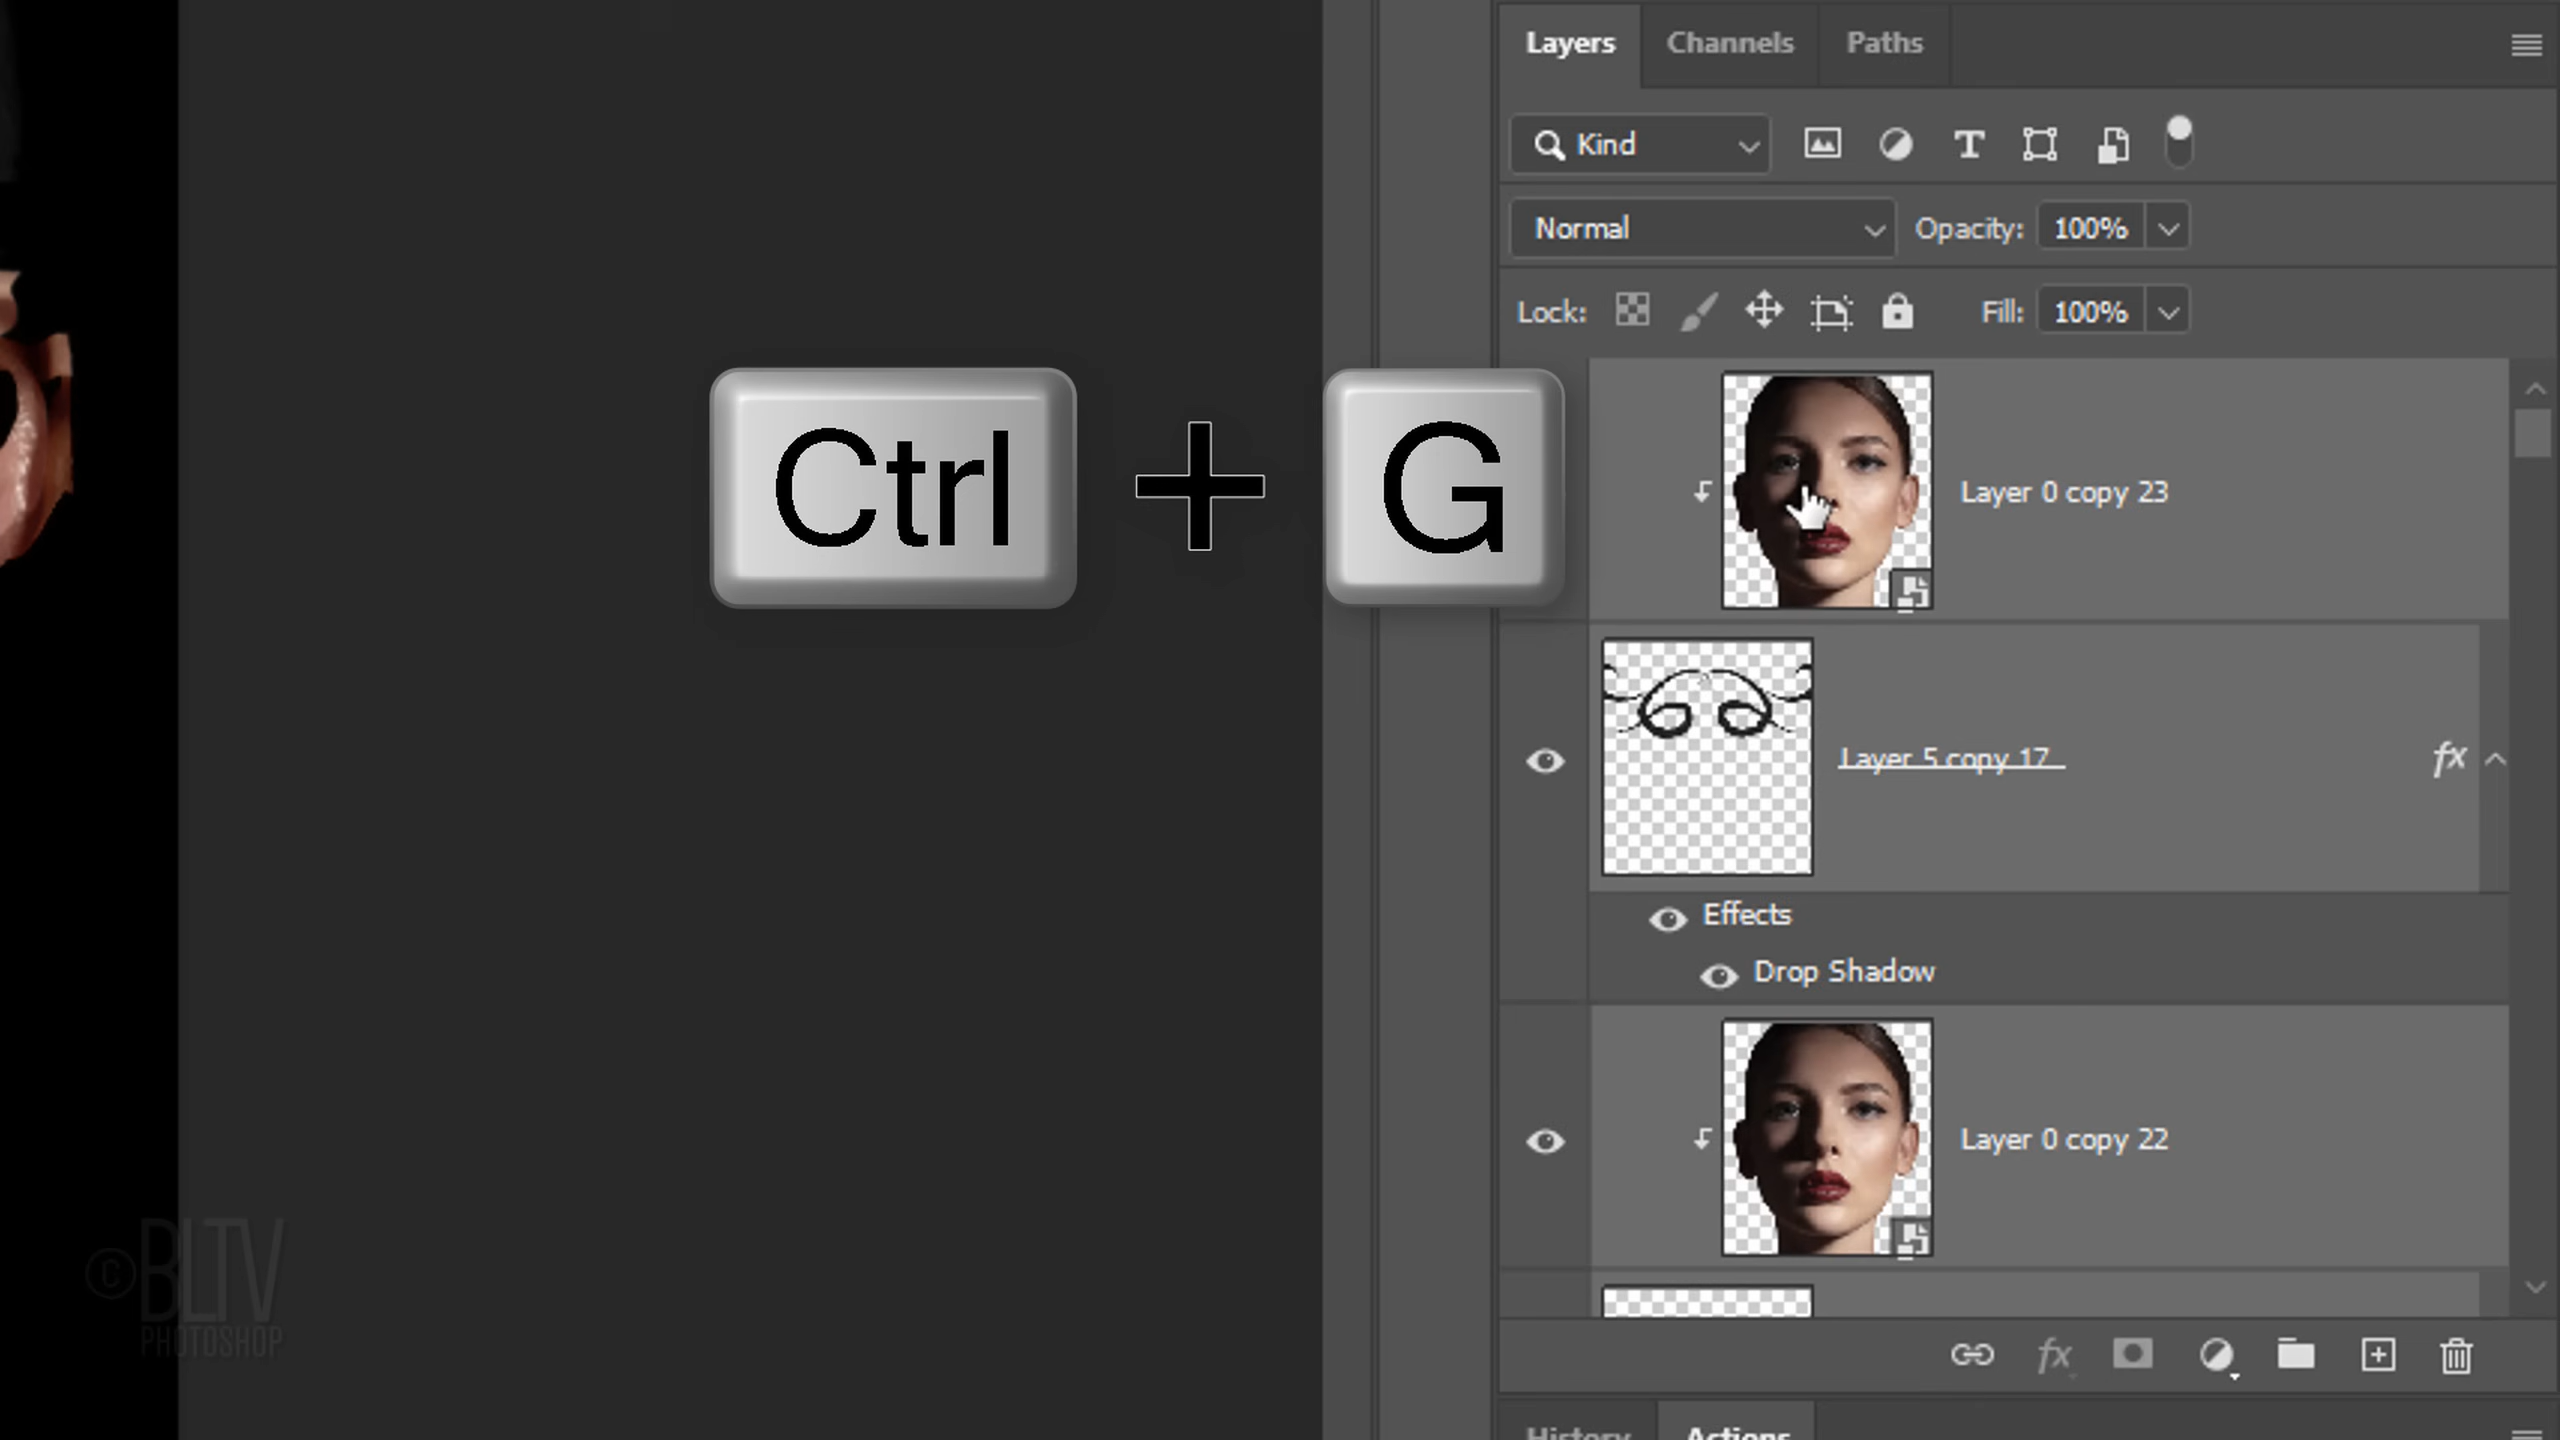 Layers Channels Paths
Kind
Normal Opacity: 100%
Lock: Fill: 100%
Ctrl + G
Layer 0 copy 23
Layer 5 copy 17 fx
Effects
Drop Shadow
Layer 0 copy 22
©BLTV
PHOTOSHOP
fx
History Actions